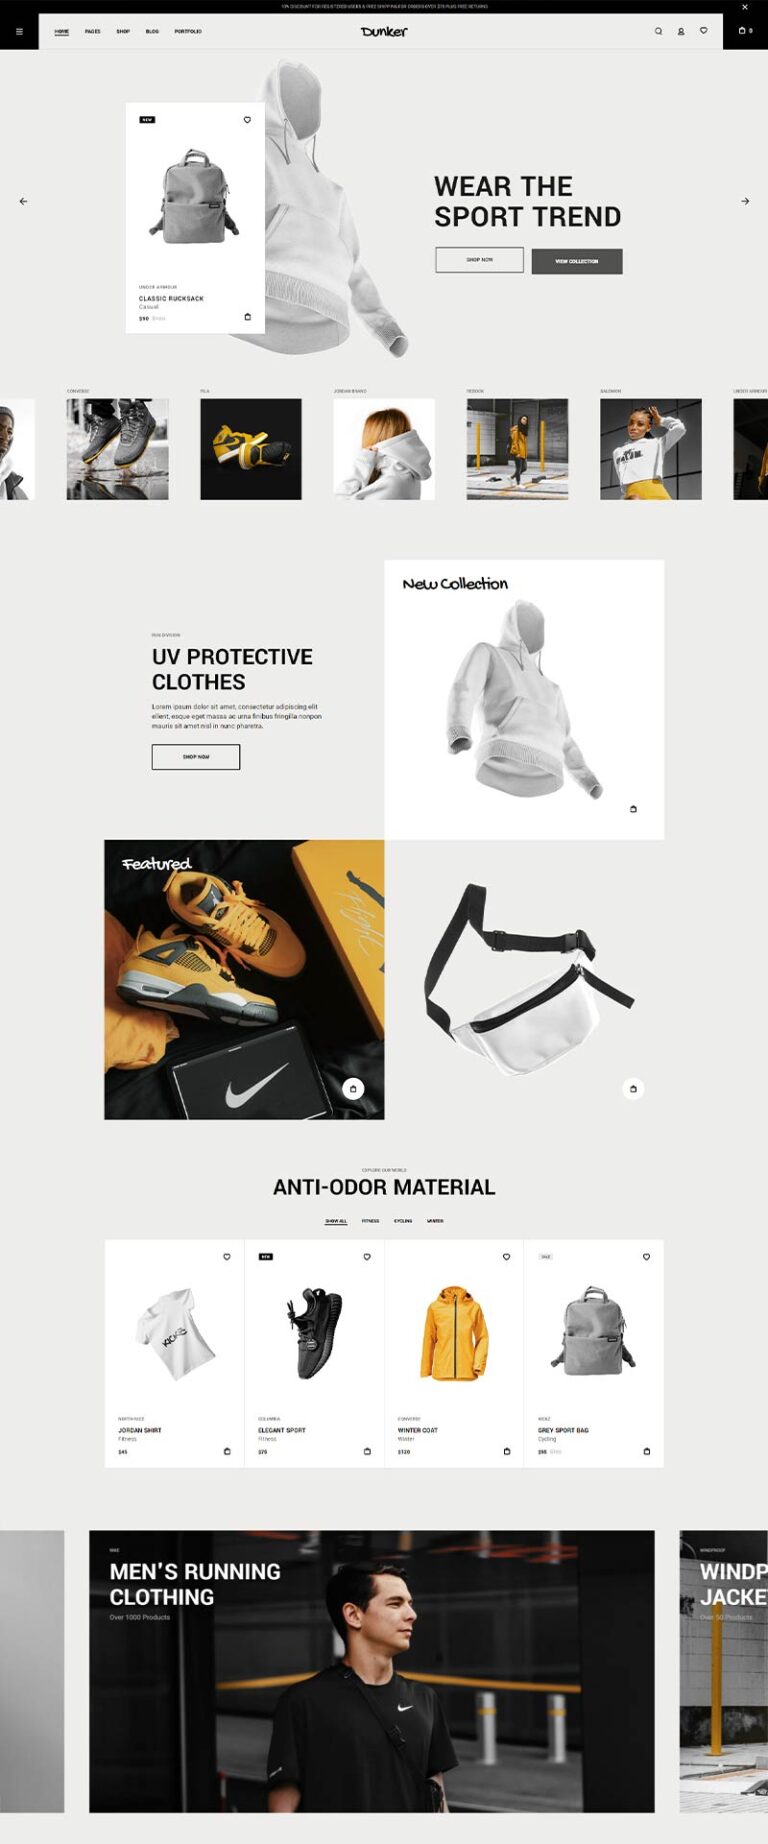 10% DISCOUNT FOR REGISTERED USERS & FREE SHIPPING FOR ORDERS OVER $75 PLUS FREE RETURNS
HOME PAGES SHOP BLOG PORTFOLIO
Dunker
0
NEW
WEAR THE
SPORT TREND
SHOP NOW
VIEW COLLECTION
UNDER ARMOUR
CLASSIC RUCKSACK
Casual
$90
CONVERSE
FILA
JORDAN BRAND
REEBOK
SALOMON
UNDER ARMOUR
New Collection
RUN DIVISION
UV PROTECTIVE
CLOTHES
Lorem ipsum dolor sit amet, consectetur adipiscing elit
elient, esque eget massa ac urna finibus fringilla nonpon
mauris sit amet nisl in nunc pharetra.
SHOP NOW
Featured
Flight
EXPLORE OUR WORLD
ANTI-ODOR MATERIAL
SHOW ALL FITNESS CYCLING WINTER
NEW
SALE
KICKS
NORTH FACE
JORDAN SHIRT
Fitness
$45
COLUMBIA
ELEGANT SPORT
Fitness
$75
CONVERSE
WINTER COAT
Winter
$120
KICKZ
GREY SPORT BAG
Cycling
NIKE
MEN'S RUNNING
CLOTHING
Over 1000 Products
WINDPROOF
WINDP
JACKE
Over 50 Products